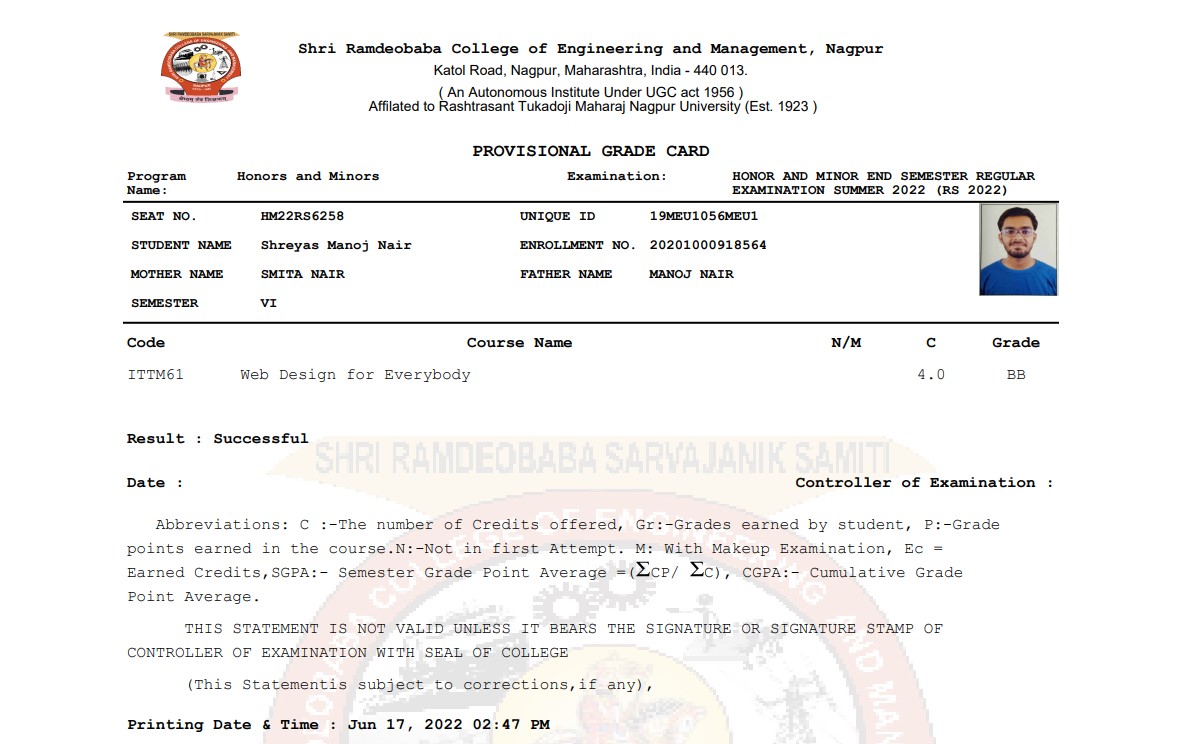 SHRI RAMDEOBABA SARVAJANIK SAMITI
Shri Ramdeobaba College of Engineering and Management, Nagpur
Katol Road, Nagpur, Maharashtra, India - 440 013.
( An Autonomous Institute Under UGC act 1956 )
Affilated to Rashtrasant Tukadoji Maharaj Nagpur University (Est. 1923 )
PROVISIONAL GRADE CARD
Program Name: Honors and Minors Examination: HONOR AND MINOR END SEMESTER REGULAR
EXAMINATION SUMMER 2022 (RS 2022)
SEAT NO. HM22RS6258 UNIQUE ID 19MEU1056MEU1
STUDENT NAME Shreyas Manoj Nair ENROLLMENT NO. 20201000918564
MOTHER NAME SMITA NAIR FATHER NAME MANOJ NAIR
SEMESTER VI
Code Course Name N/M C Grade
ITTM61 Web Design for Everybody 4.0 BB
Result : Successful
SHRI RAMDEOBABA SARVAJANIK SAMITI
Date : Controller of Examination :
Abbreviations: C :-The number of Credits offered, Gr:-Grades earned by student, P:-Grade
points earned in the course.N:-Not in first Attempt. M: With Makeup Examination, Ec =
Earned Credits,SGPA:- Semester Grade Point Average =(ΣCP/ ΣC), CGPA:- Cumulative Grade
Point Average.
THIS STATEMENT IS NOT VALID UNLESS IT BEARS THE SIGNATURE OR SIGNATURE STAMP OF
CONTROLLER OF EXAMINATION WITH SEAL OF COLLEGE
(This Statementis subject to corrections,if any),
Printing Date & Time : Jun 17, 2022 02:47 PM